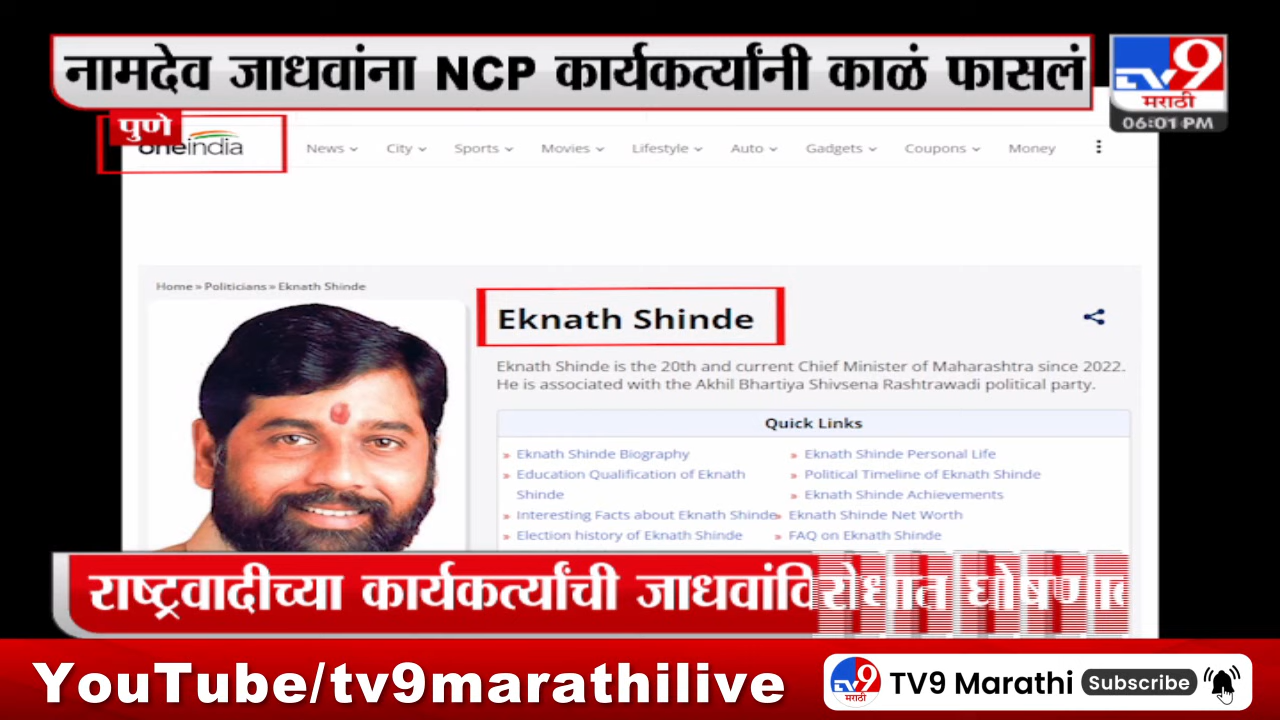 नामदेव जाधवांना NCP कार्यकर्त्यांनी काळं फासलं
TV9
मराठी
06:01 PM
पुणे
oneindia
News City Sports Movies Lifestyle Auto Gadgets Coupons Money
Home » Politicians » Eknath Shinde
Eknath Shinde
Eknath Shinde is the 20th and current Chief Minister of Maharashtra since 2022.
He is associated with the Akhil Bhartiya Shivsena Rashtrawadi political party.
Quick Links
» Eknath Shinde Biography
» Education Qualification of Eknath
Shinde
» Interesting Facts about Eknath Shinde
» Election history of Eknath Shinde
» Eknath Shinde Personal Life
» Political Timeline of Eknath Shinde
» Eknath Shinde Achievements
» Eknath Shinde Net Worth
» FAQ on Eknath Shinde
राष्ट्रवादीच्या कार्यकर्त्यांची जाधवांविरोधात
YouTube/tv9marathilive
TV9
मराठी
TV9 Marathi Subscribe